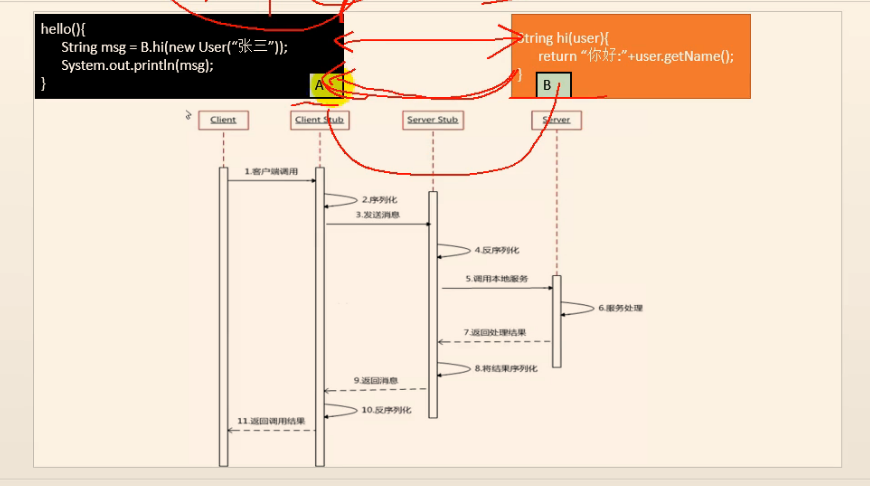 hello(){
String msg = B.hi(new User(“张三”));
System.out.println(msg);
}
A
String hi(user){
return “你好:”+user.getName();
}
B
Client
Client Stub
Server Stub
Server
1.客户端调用
2.序列化
3.发送消息
4.反序列化
5.调用本地服务
6.服务处理
7.返回处理结果
8.将结果序列化
9.返回消息
10.反序列化
11.返回调用结果